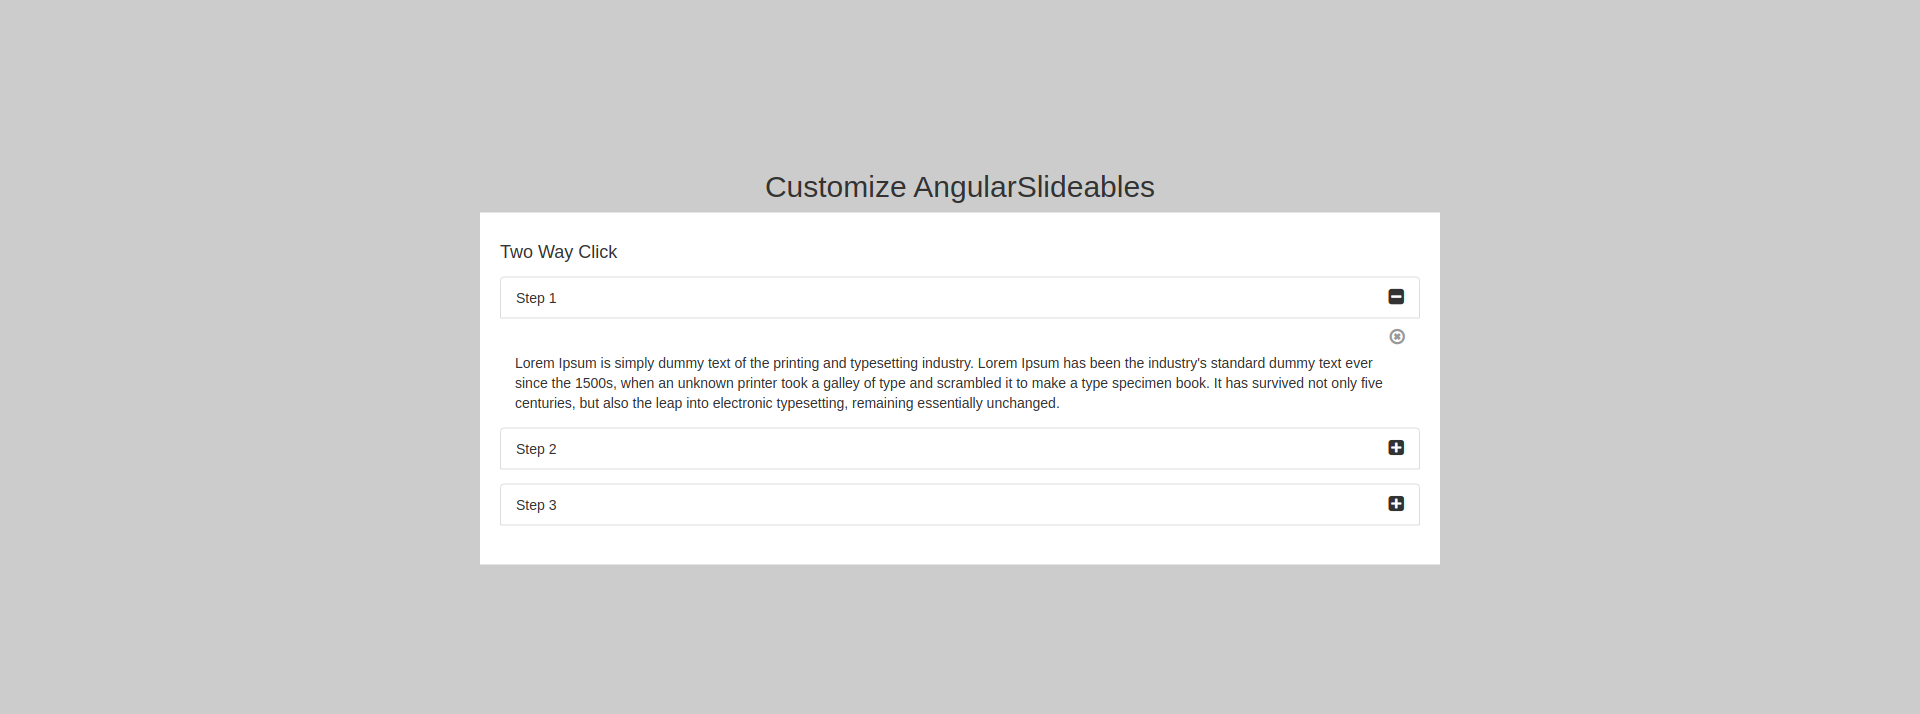 Customize AngularSlideables
Two Way Click
Step 1
Lorem Ipsum is simply dummy text of the printing and typesetting industry. Lorem Ipsum has been the industry's standard dummy text ever
since the 1500s, when an unknown printer took a galley of type and scrambled it to make a type specimen book. It has survived not only five
centuries, but also the leap into electronic typesetting, remaining essentially unchanged.
Step 2
Step 3